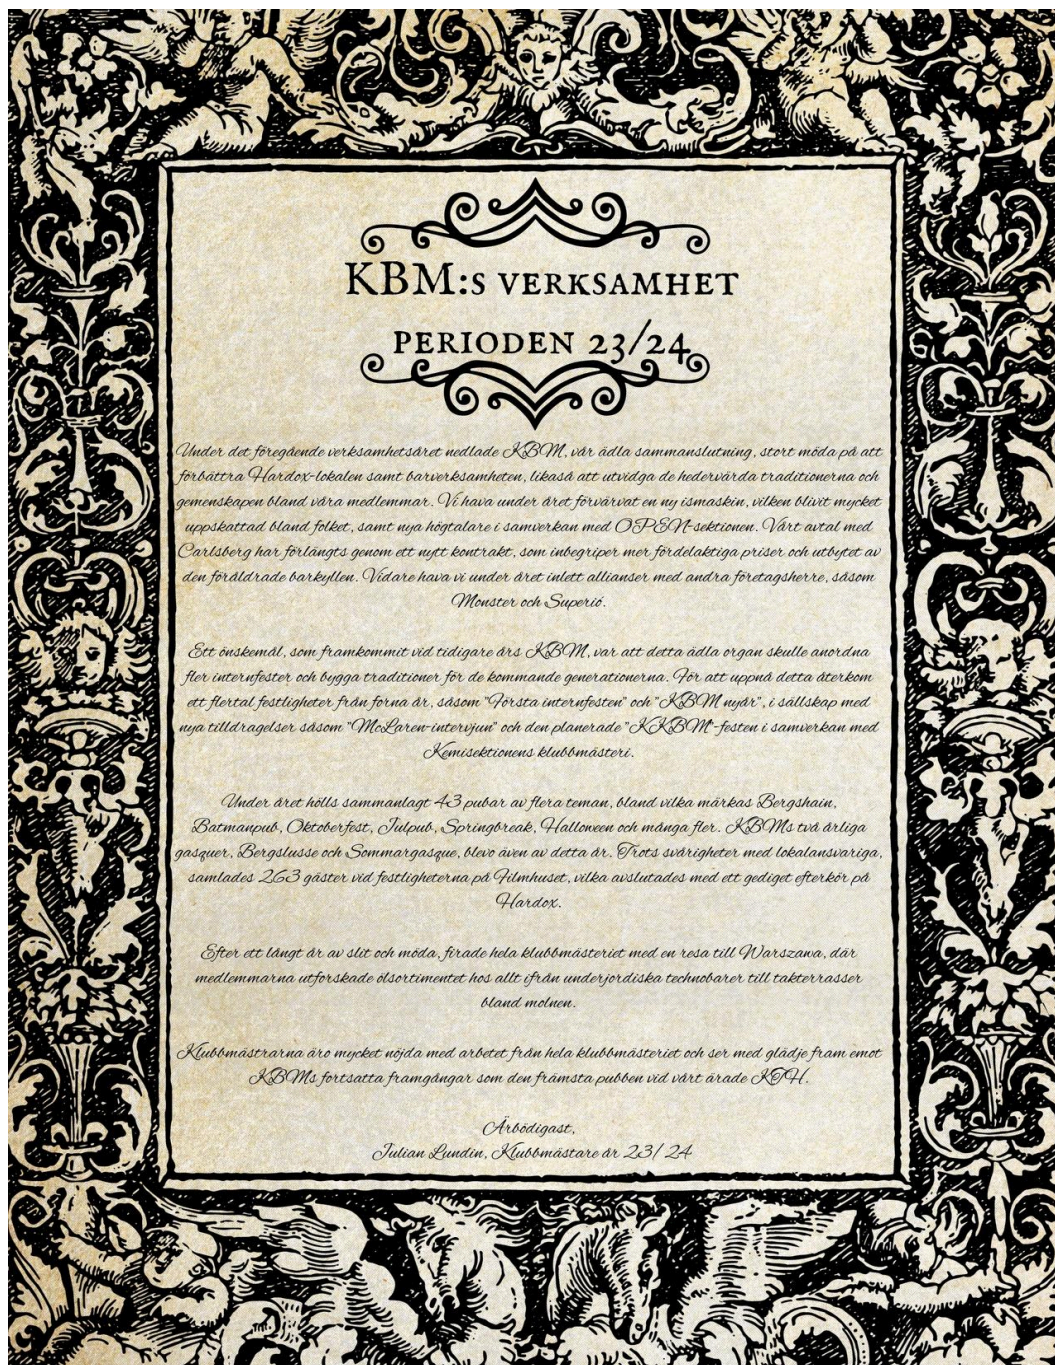 KBM:s verksamhet
perioden 23/24
Under det föregående verksamhetsåret nedlade KBM, vår ädla sammanslutning, stort möda på att
förbättra Hardox-lokalen samt barverksamheten, likaså att utvidga de hedervärda traditionerna och
gemenskapen bland våra medlemmar. Vi hava under året förvärvat en ny ismaskin, vilken blivit mycket
uppskattad bland folket, samt nya högtalare i samverkan med OPEN-sektionen. Vårt avtal med
Carlsberg har förlängts genom ett nytt kontrakt, som inbegriper mer fördelaktiga priser och utbytet av
den föråldrade barkyllen. Vidare hava vi under året inlett allianser med andra företagsherre, såsom
Monster och Superió.
Ett önskemål, som framkommit vid tidigare års KBM, var att detta ädla organ skulle anordna
fler internfester och bygga traditioner för de kommande generationerna. För att uppnå detta återkom
ett flertal festligheter från forna år, såsom "Första internfesten" och "KBM nyår", i sällskap med
nya tilldragelser såsom "McLaren-intervjun" och den planerade "KKBM"-festen i samverkan med
Kemisektionens klubbmästeri.
Under året hölls sammanlagt 43 pubar av flera teman, bland vilka märkas Bergshain,
Batmanpub, Oktoberfest, Julpub, Springbreak, Halloween och många fler. KBMs två årliga
gasquer, Bergslusse och Sommargasque, blevo även av detta år. Trots svårigheter med lokalansvariga,
samlades 263 gäster vid festligheterna på Filmhuset, vilka avslutades med ett gediget efterkör på
Hardox.
Efter ett långt år av slit och möda, firade hela klubbmästeriet med en resa till Warszawa, där
medlemmarna utforskade ölsortimentet hos allt ifrån underjordiska technobarer till takterrasser
bland molnen.
Klubbmästrarna äro mycket nöjda med arbetet från hela klubbmästeriet och ser med glädje fram emot
KBMs fortsatta framgångar som den främsta pubben vid vårt ärade KTH.
Ärbödigast,
Julian Lundin, Klubbmästare år 23/24